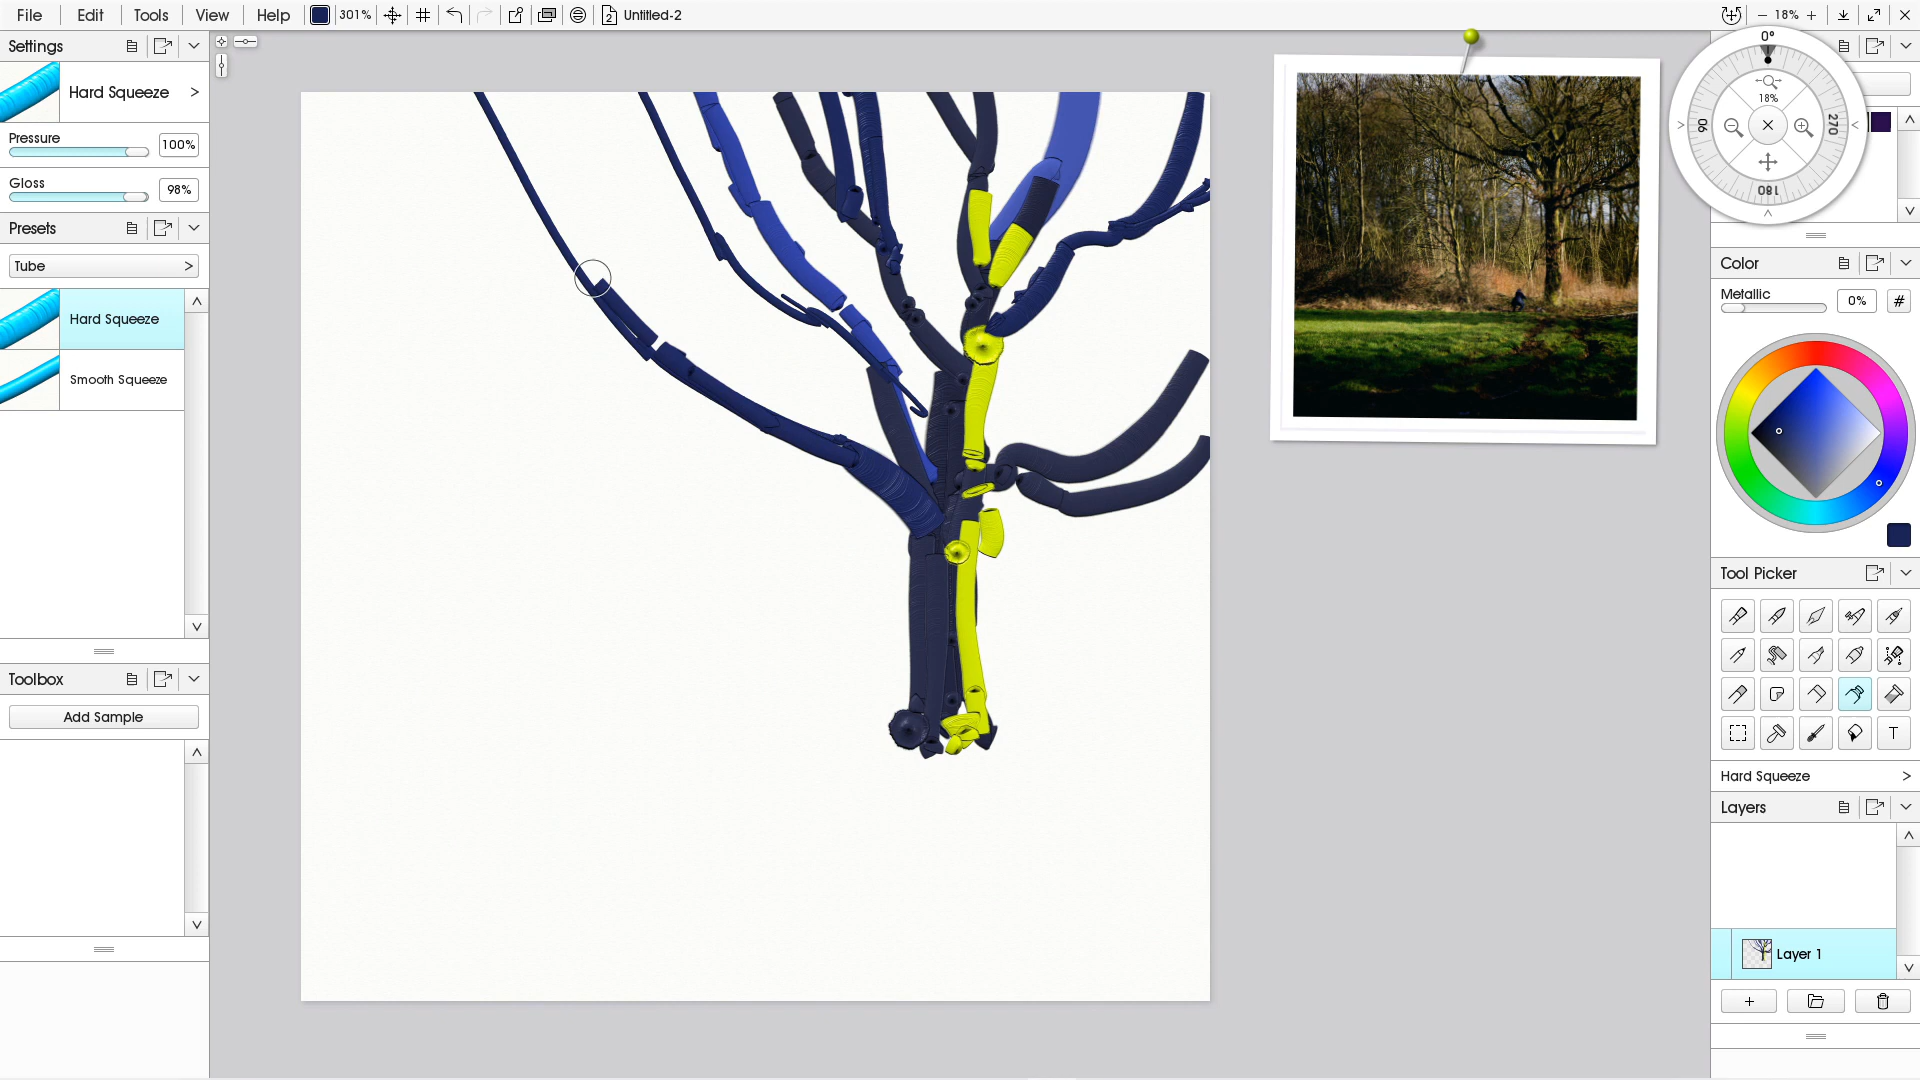 File Edit Tools View Help 301% Untitled-2 18%
Settings
Hard Squeeze
Pressure
100%
Gloss
98%
Presets
Tube
Hard Squeeze
Smooth Squeeze
Toolbox
Add Sample
0°
18%
90
270
180
Color
Metallic
0%
#
Tool Picker
T
Hard Squeeze
Layers
Layer 1